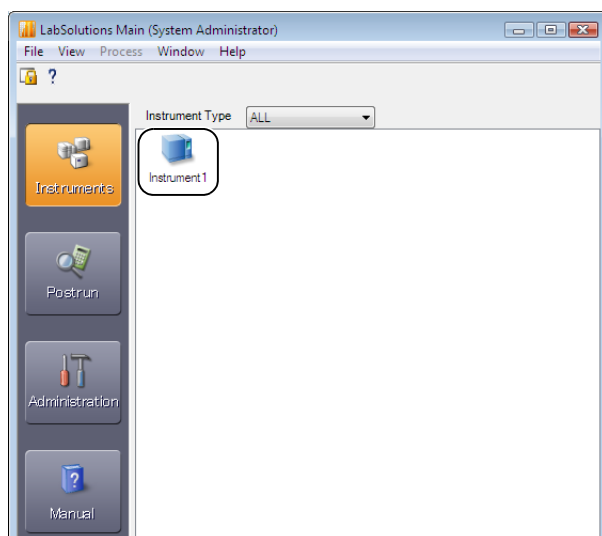 LabSolutions Main (System Administrator)
File View Process Window Help
?
Instrument Type ALL
Instrument1
Instruments
Postrun
Administration
?
Manual